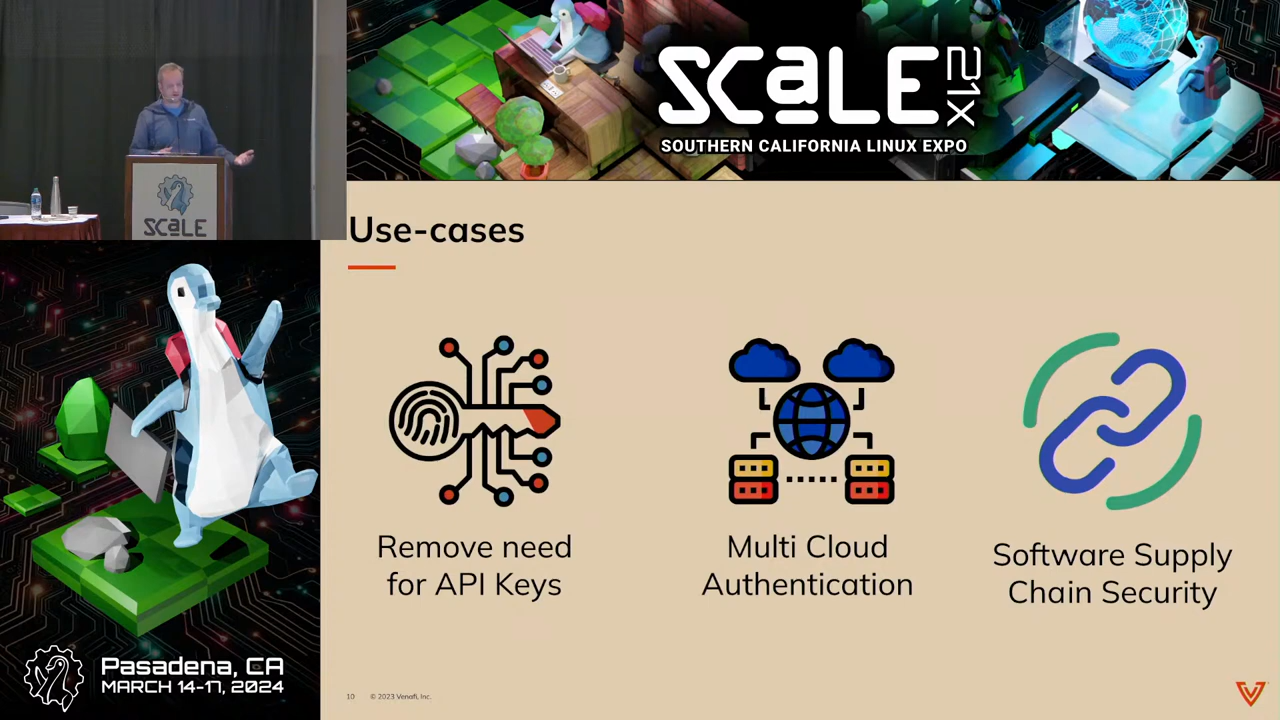 SCaLE 21x
SOUTHERN CALIFORNIA LINUX EXPO
SCaLE
Use-cases
Remove need
for API Keys
Multi Cloud
Authentication
Software Supply
Chain Security
Pasadena, CA
MARCH 14-17, 2024
10 © 2023 Venafi, Inc.